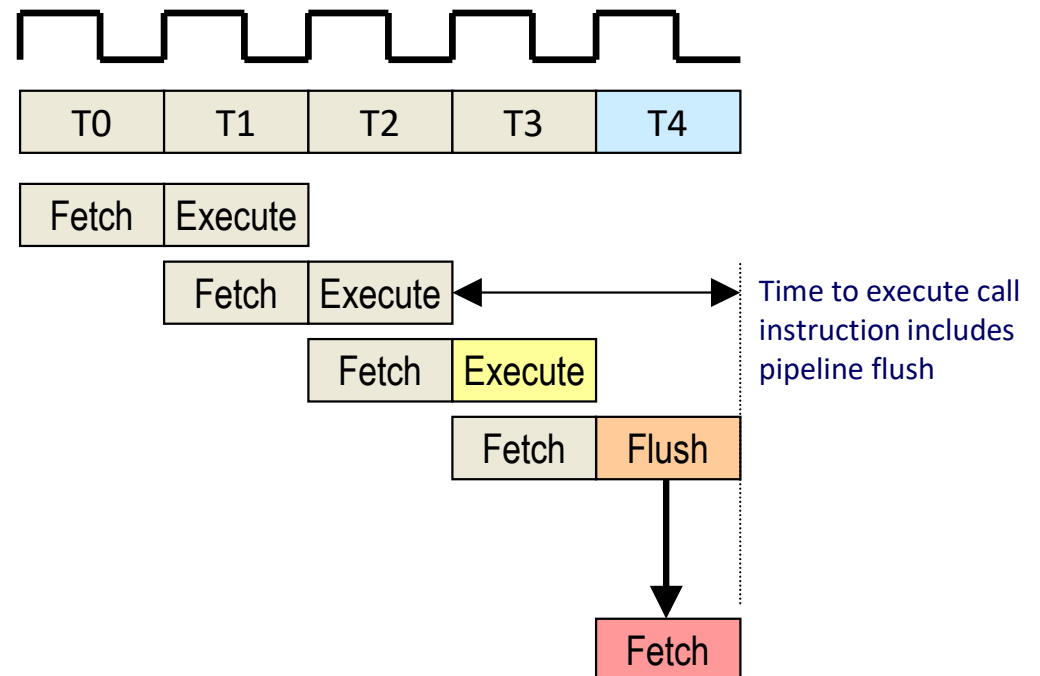 T0 T1 T2 T3 T4
Fetch Execute
Fetch Execute
Time to execute call
instruction includes
pipeline flush
Fetch Execute
Fetch Flush
Fetch